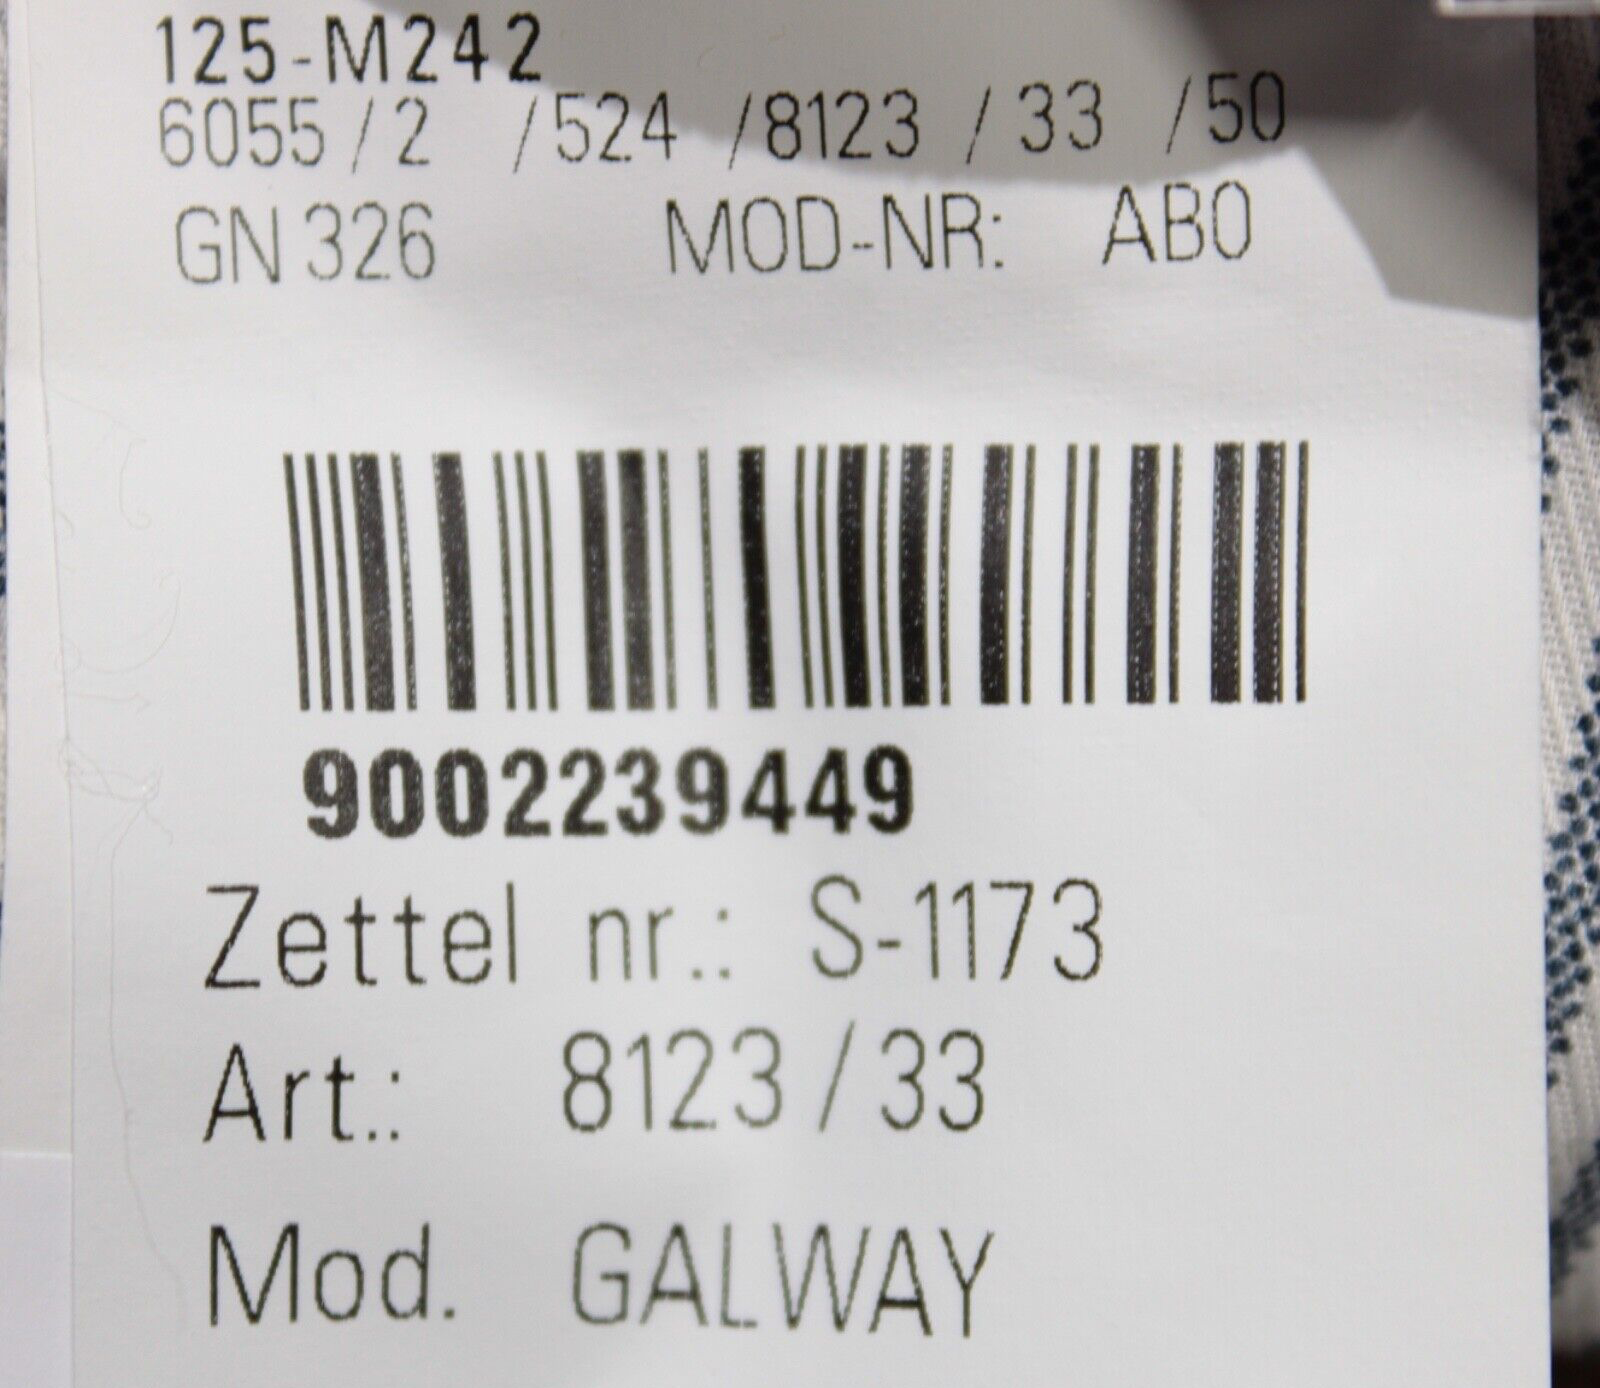 125-M242
6055 / 2 / 524 / 8123 / 33 / 50
GN 326 MOD-NR: AB0
9002239449
Zettel nr.: S-1173
Art.: 8123 / 33
Mod. GALWAY